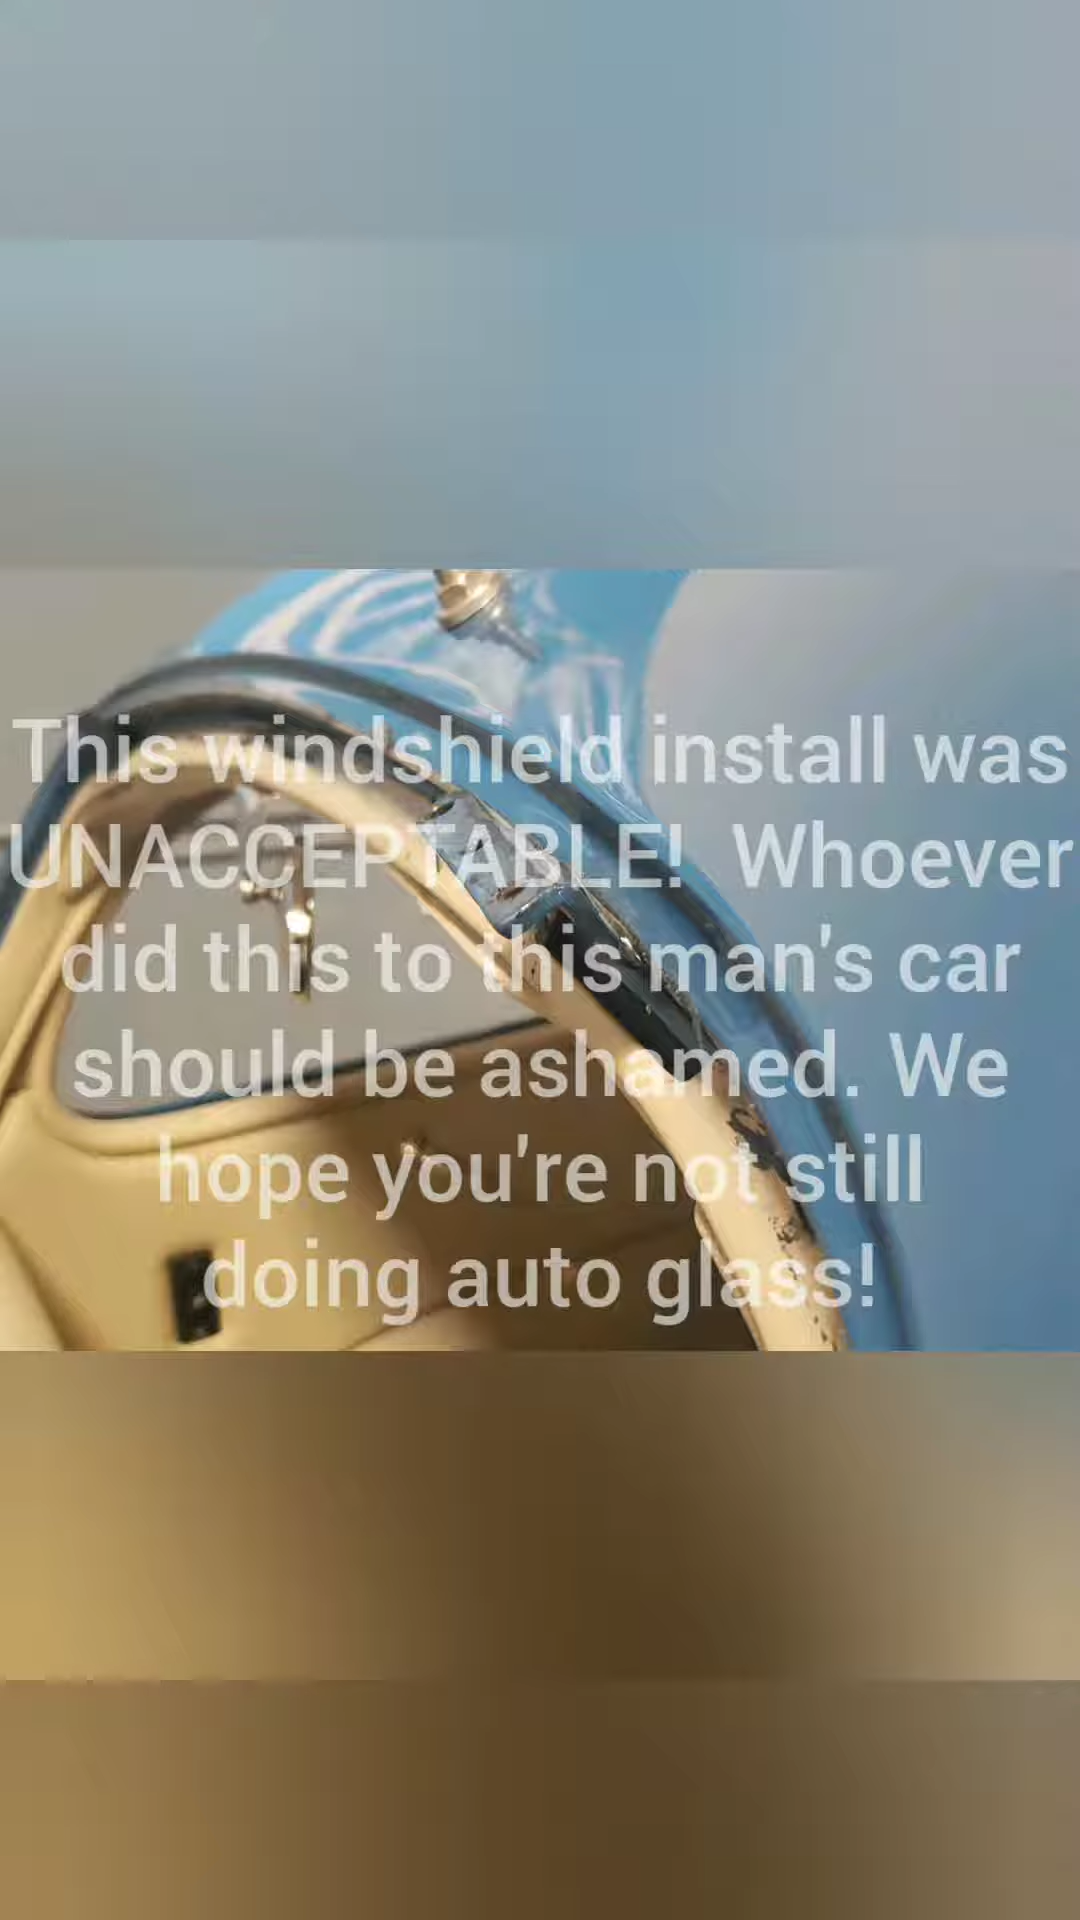 This windshield install was
UNACCEPTABLE! Whoever
did this to this man's car
should be ashamed. We
hope you're not still
doing auto glass!